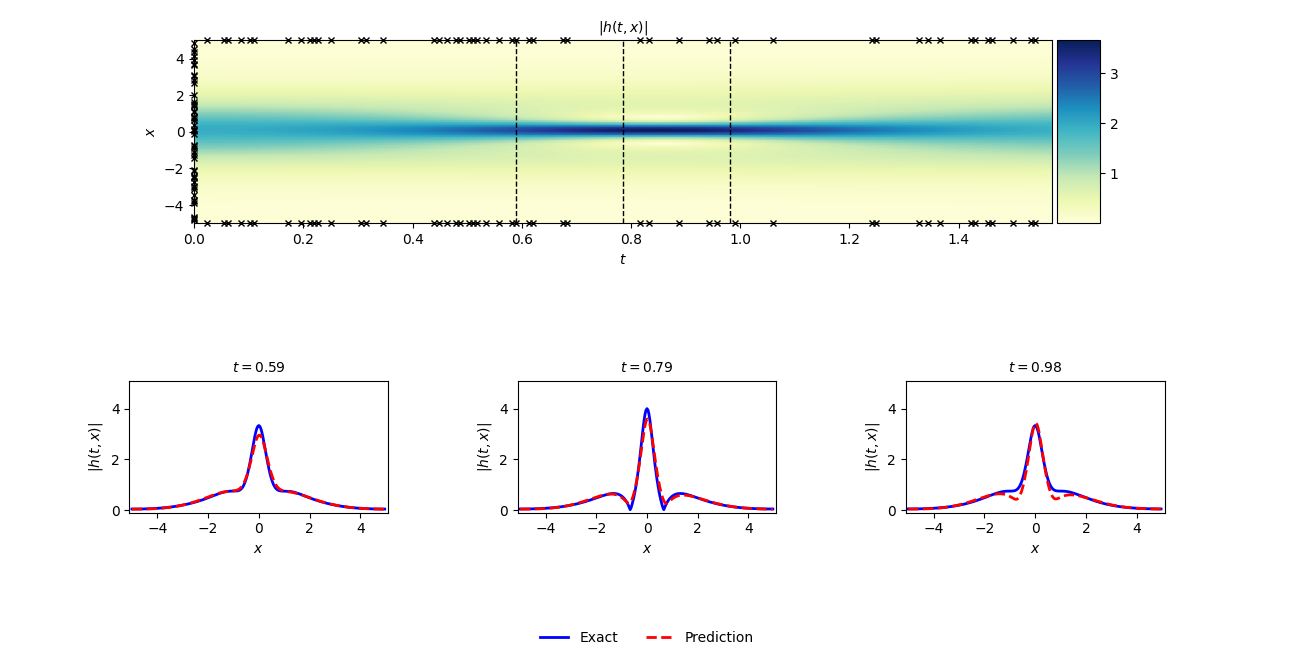 |h(t, x)|
4
2
0
−2
−4
x
0.0 0.2 0.4 0.6 0.8 1.0 1.2 1.4
t
3
2
1
t = 0.59
4
2
0
|h(t, x)|
−4 −2 0 2 4
x
t = 0.79
4
2
0
|h(t, x)|
−4 −2 0 2 4
x
t = 0.98
4
2
0
|h(t, x)|
−4 −2 0 2 4
x
Exact Prediction